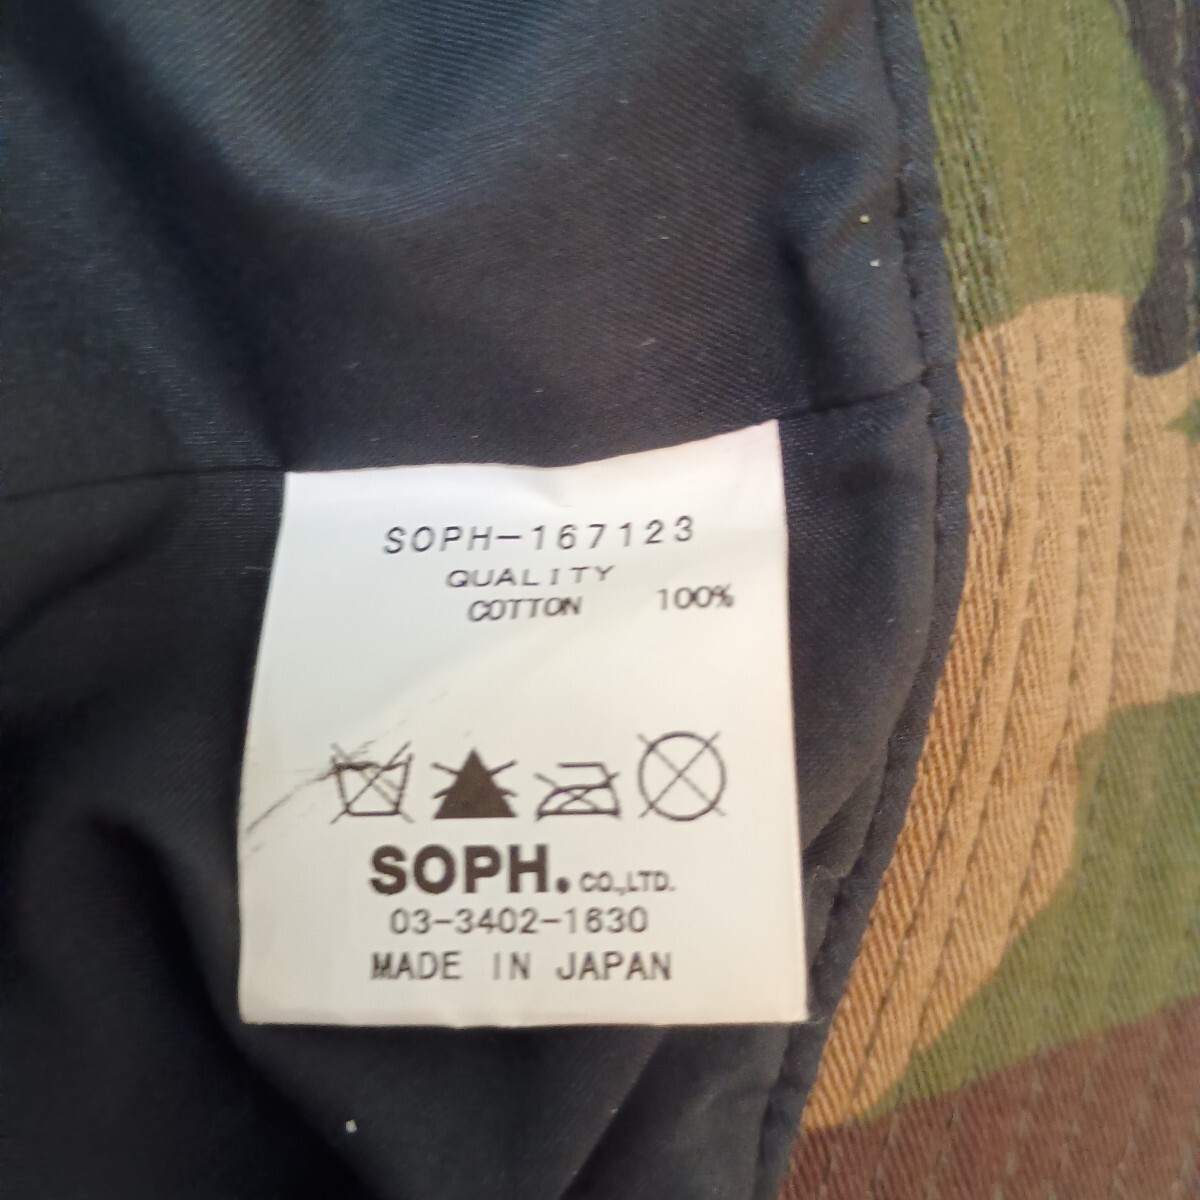 SOPH-167123
QUALITY
COTTON 100%
SOPH. CO.,LTD.
03-3402-1630
MADE IN JAPAN